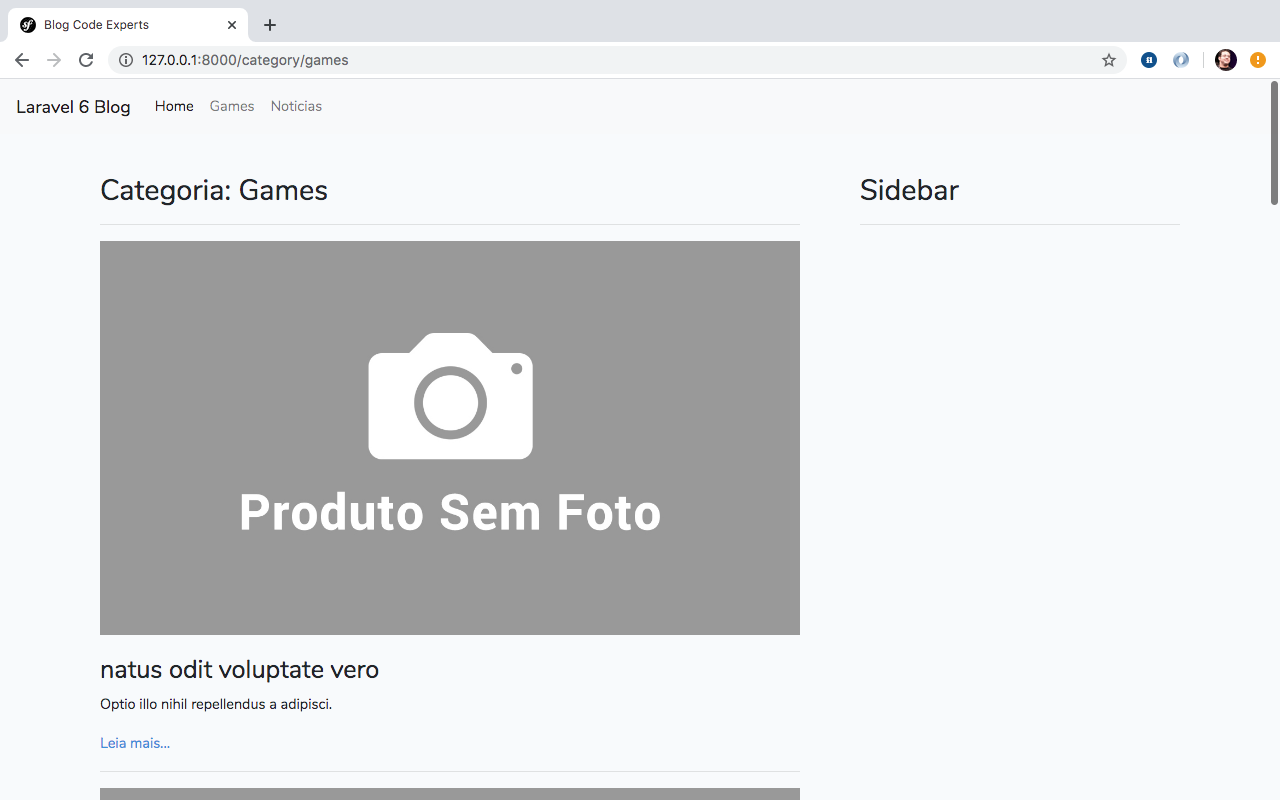 Blog Code Experts
127.0.0.1:8000/category/games
Laravel 6 Blog Home Games Noticias
Categoria: Games
Sidebar
Produto Sem Foto
natus odit voluptate vero
Optio illo nihil repellendus a adipisci.
Leia mais...